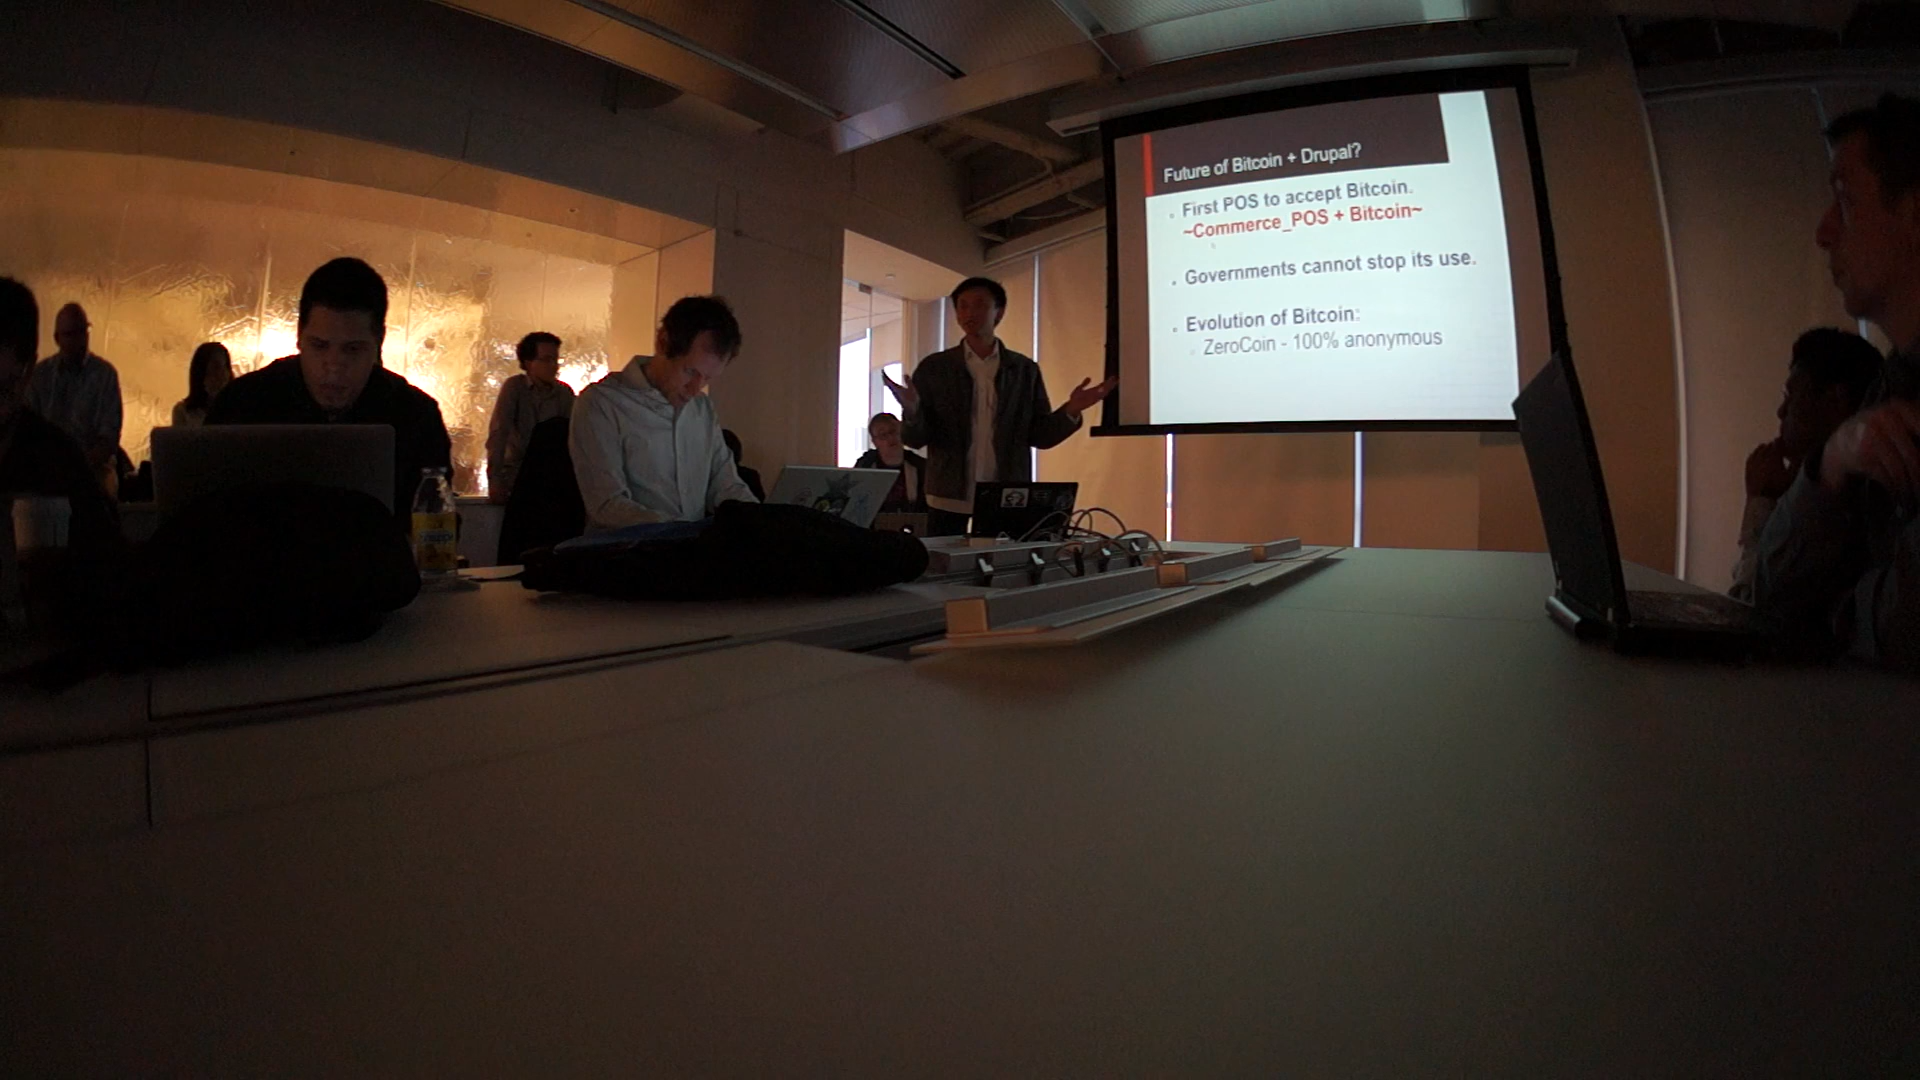 Future of Bitcoin + Drupal?
First POS to accept Bitcoin.
~Commerce_POS + Bitcoin~
Governments cannot stop its use.
Evolution of Bitcoin:
ZeroCoin - 100% anonymous